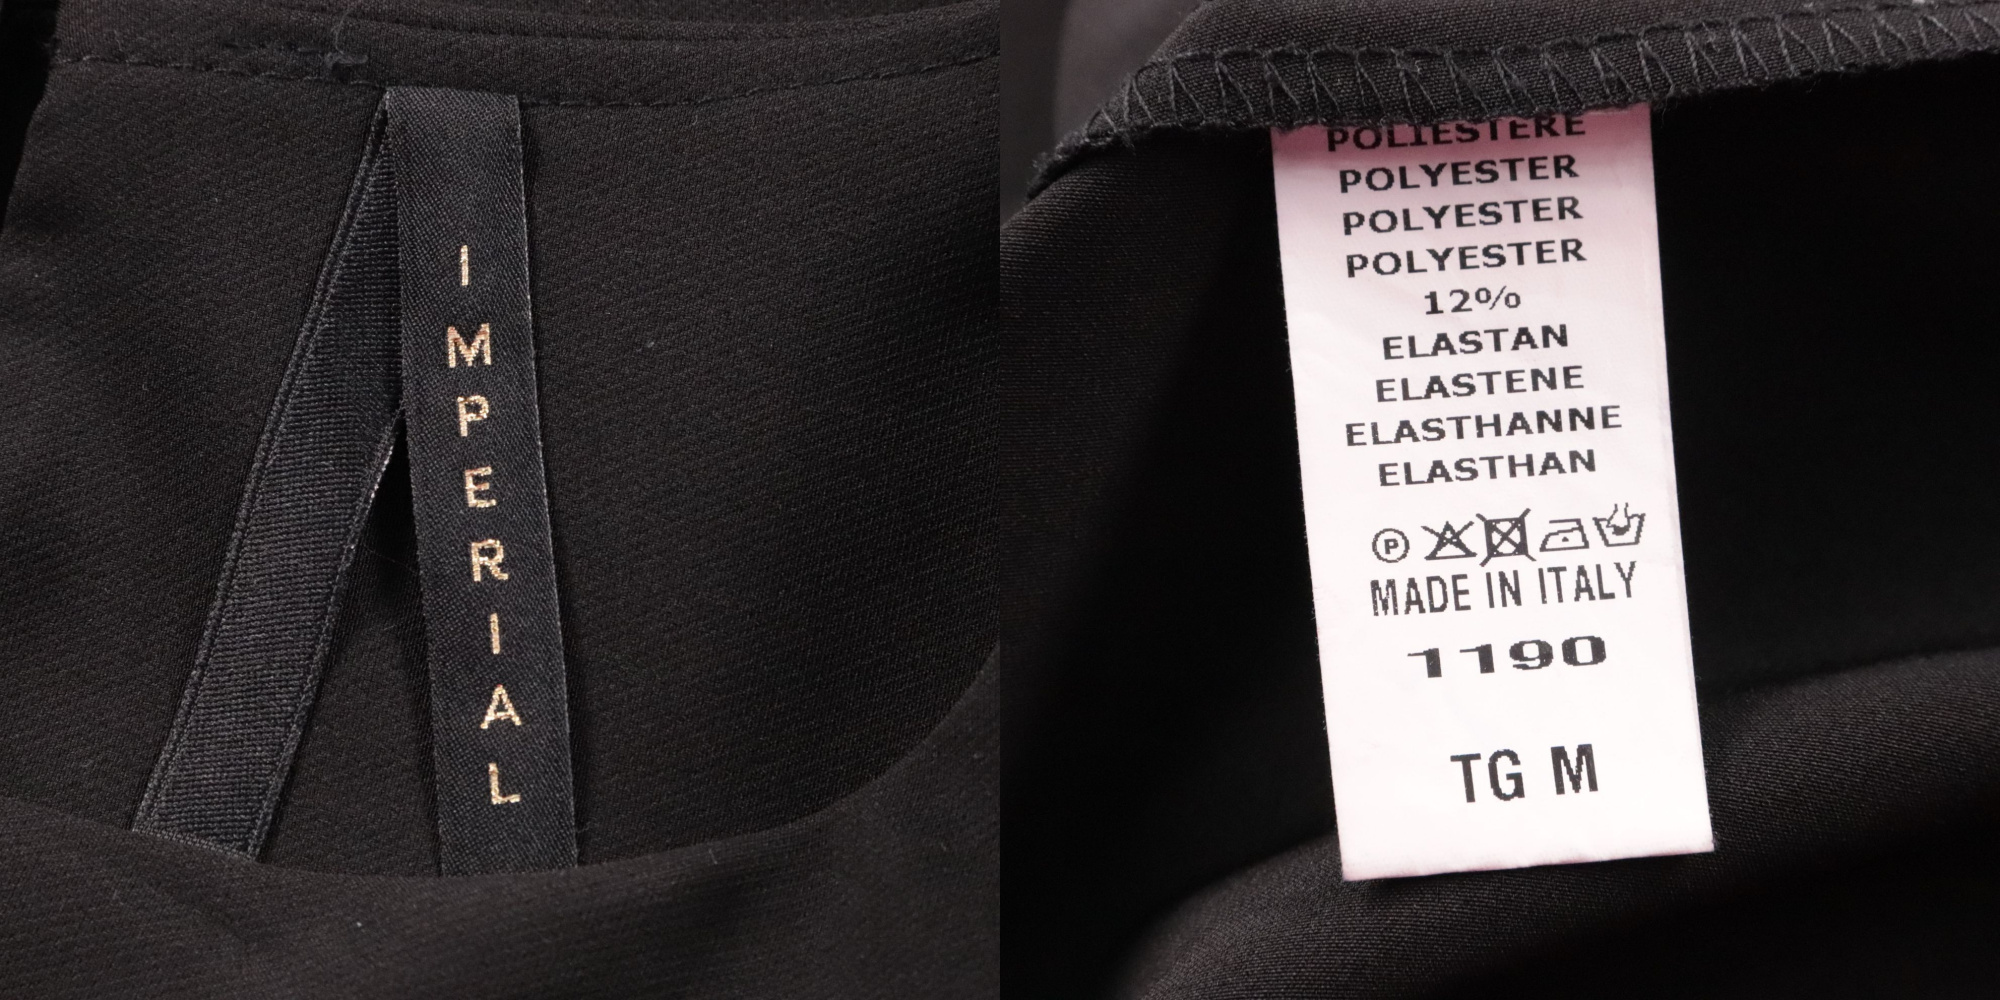 IMPERIAL
POLIESTERE
POLYESTER
POLYESTER
POLYESTER
12%
ELASTAN
ELASTENE
ELASTHANNE
ELASTHAN
P
MADE IN ITALY
1190
TG M